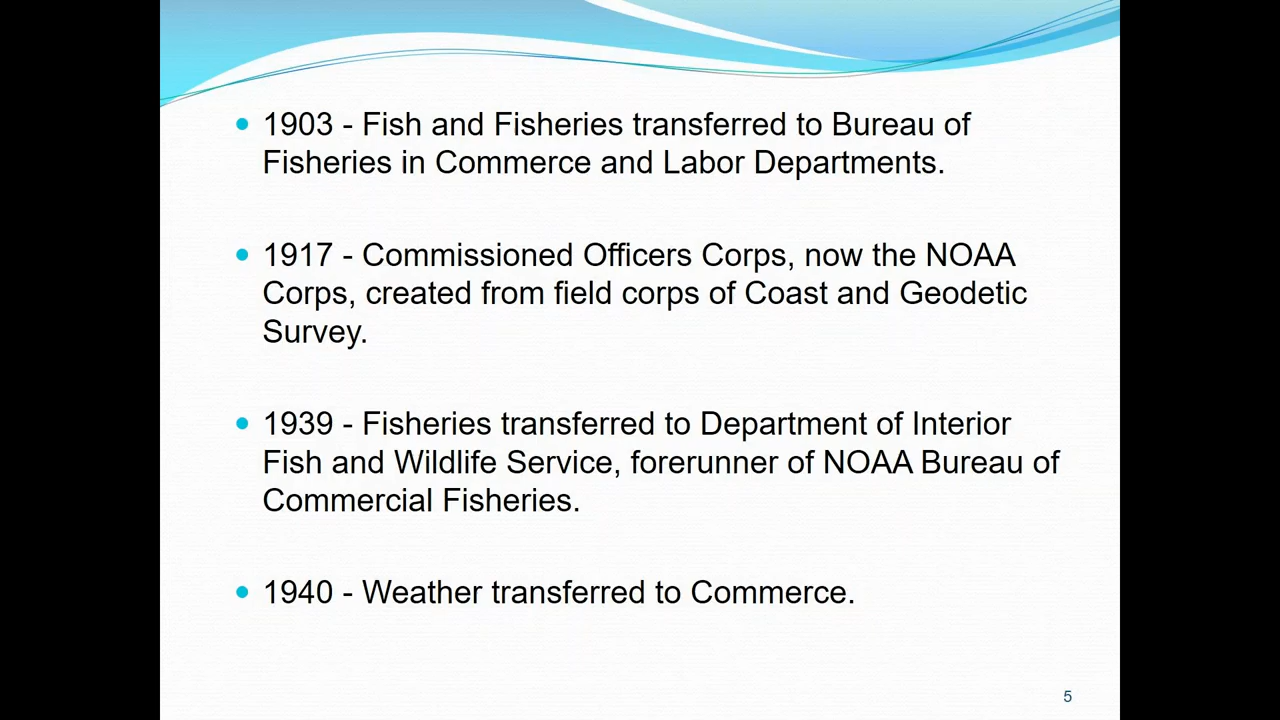 • 1903 - Fish and Fisheries transferred to Bureau of
Fisheries in Commerce and Labor Departments.
• 1917 - Commissioned Officers Corps, now the NOAA
Corps, created from field corps of Coast and Geodetic
Survey.
• 1939 - Fisheries transferred to Department of Interior
Fish and Wildlife Service, forerunner of NOAA Bureau of
Commercial Fisheries.
• 1940 - Weather transferred to Commerce.
5